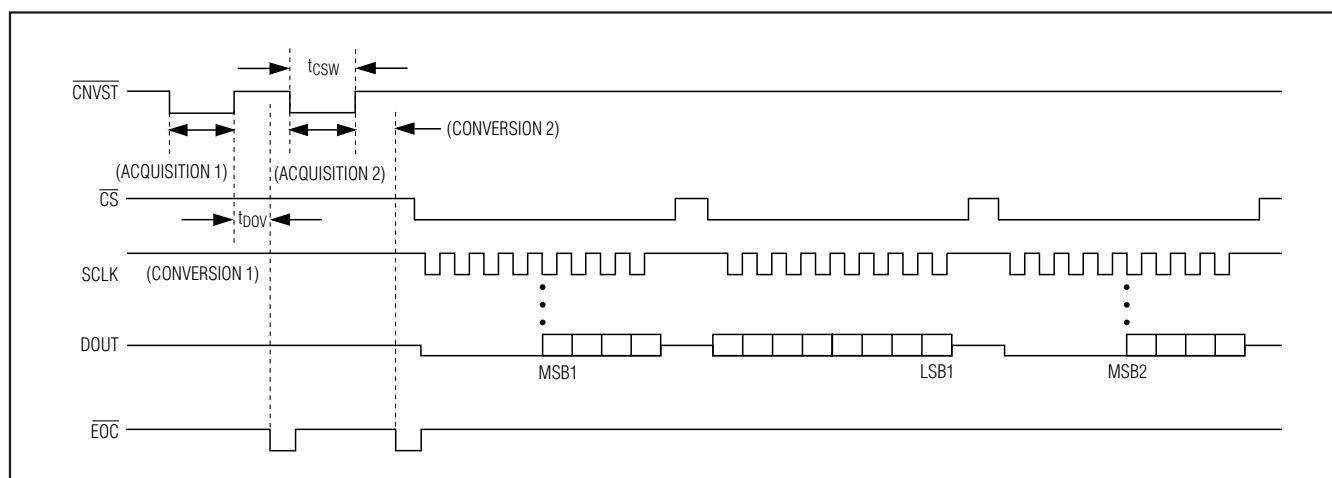 tCSW
CNVST
(CONVERSION 2)
(ACQUISITION 1)
(ACQUISITION 2)
CS
tDOV
SCLK
(CONVERSION 1)
DOUT
MSB1
LSB1
MSB2
EOC